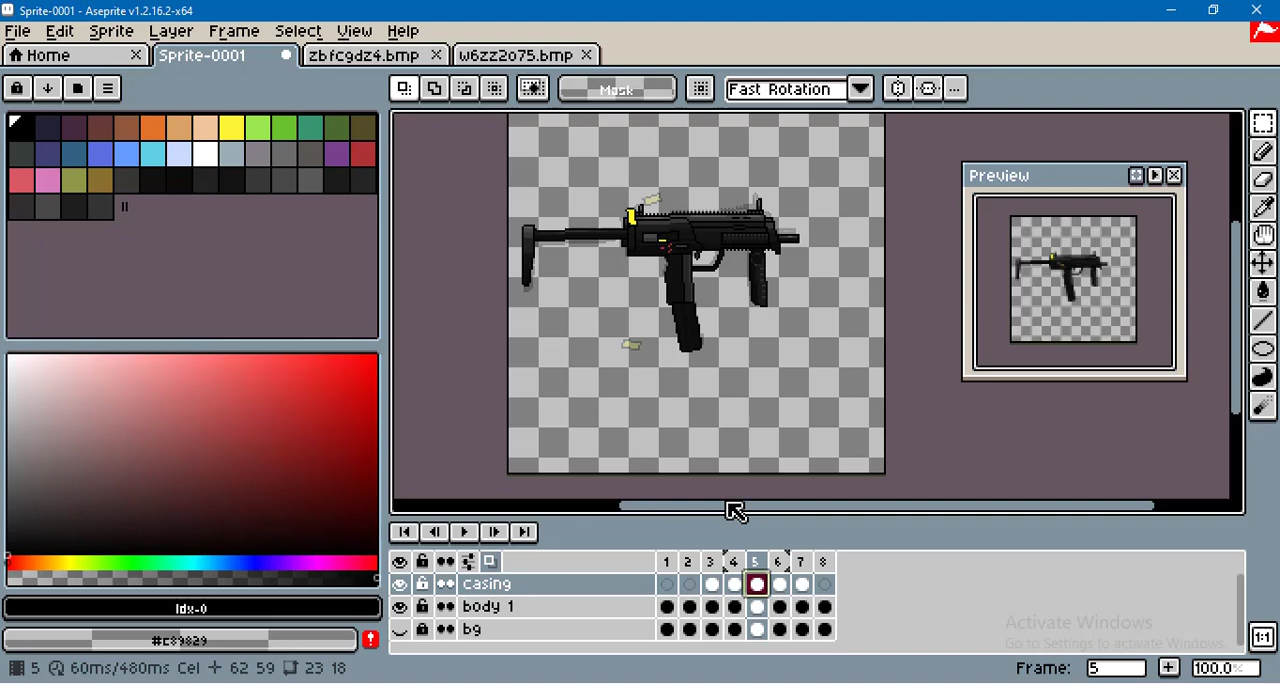 Sprite-0001 - Aseprite v1.2.16.2-x64
File Edit Sprite Layer Frame Select View Help
Home Sprite-0001 zbfcgdz4.bmp w6zz2o75.bmp
Mask Fast Rotation ...
Preview
1 2 3 4 5 6 7 8
casing
body 1
bg
Idx-0
#c89829
Activate Windows
Go to Settings to activate Windows.
1:1
5 60ms/480ms Cel 62 59 23 18 Frame: 5 100.0%